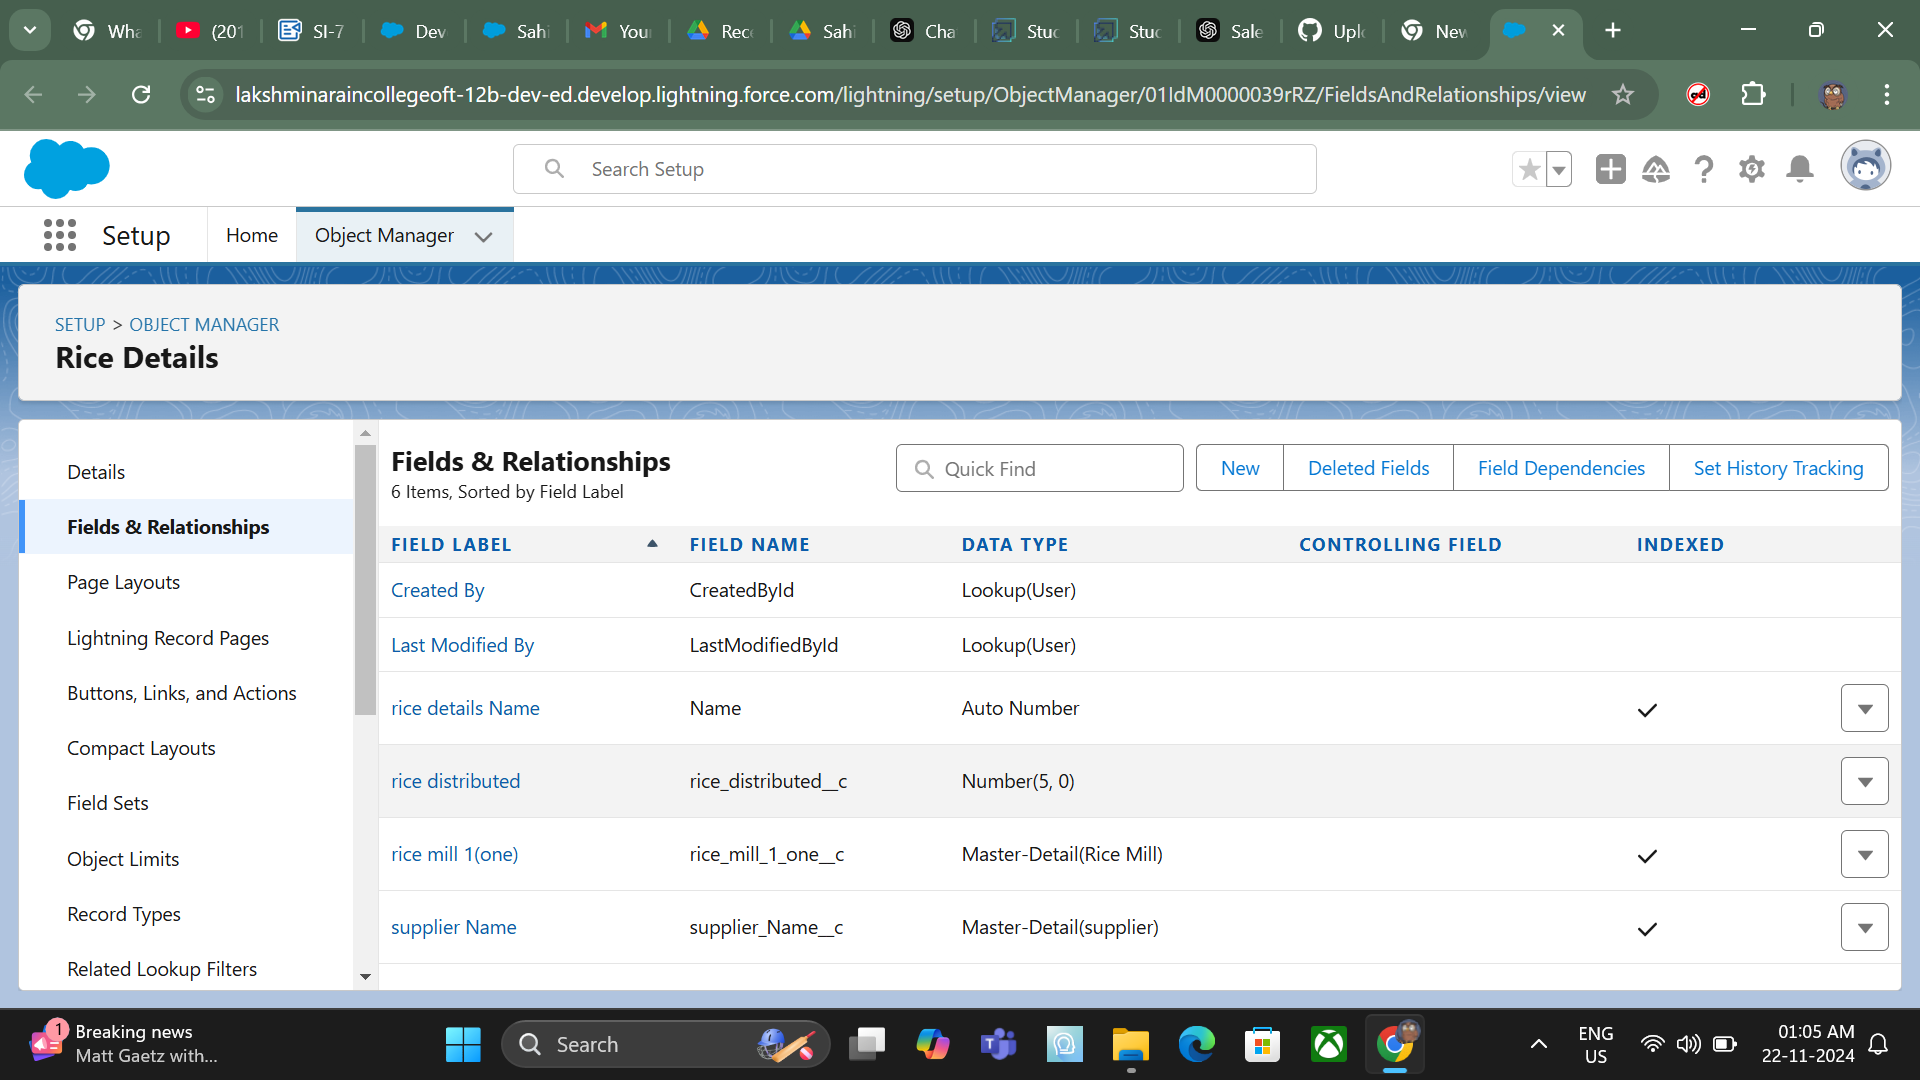 Wha
(201
SI-7
Dev
Sahi
You
Rec
Sahi
Cha
Stuc
Stuc
Sale
Uplo
New
lakshminaraincollegeoft-12b-dev-ed.develop.lightning.force.com/lightning/setup/ObjectManager/01IdM0000039rRZ/FieldsAndRelationships/view
Search Setup
Setup
Home
Object Manager
SETUP > OBJECT MANAGER
Rice Details
Details
Fields & Relationships
Page Layouts
Lightning Record Pages
Buttons, Links, and Actions
Compact Layouts
Field Sets
Object Limits
Record Types
Related Lookup Filters
Fields & Relationships
6 Items, Sorted by Field Label
Quick Find
New
Deleted Fields
Field Dependencies
Set History Tracking
FIELD LABEL FIELD NAME DATA TYPE CONTROLLING FIELD INDEXED
Created By CreatedById Lookup(User)
Last Modified By LastModifiedById Lookup(User)
rice details Name Name Auto Number
rice distributed rice_distributed__c Number(5, 0)
rice mill 1(one) rice_mill_1_one__c Master-Detail(Rice Mill)
supplier Name supplier_Name__c Master-Detail(supplier)
1
Breaking news
Matt Gaetz with...
Search
ENG
US
01:05 AM
22-11-2024